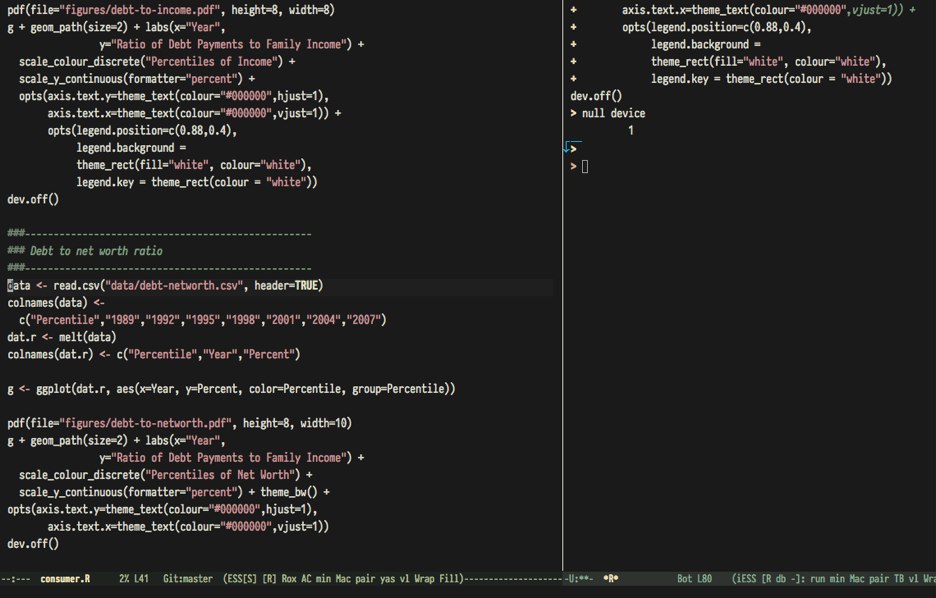 pdf(file="figures/debt-to-income.pdf", height=8, width=8)
g + geom_path(size=2) + labs(x="Year",
y="Ratio of Debt Payments to Family Income") +
scale_colour_discrete("Percentiles of Income") +
scale_y_continuous(formatter="percent") +
opts(axis.text.y=theme_text(colour="#000000",hjust=1),
axis.text.x=theme_text(colour="#000000",vjust=1)) +
opts(legend.position=c(0.88,0.4),
legend.background =
theme_rect(fill="white", colour="white"),
legend.key = theme_rect(colour = "white"))
dev.off()
###--------------------------------------------------
### Debt to net worth ratio
###--------------------------------------------------
data <- read.csv("data/debt-networth.csv", header=TRUE)
colnames(data) <-
c("Percentile","1989","1992","1995","1998","2001","2004","2007")
dat.r <- melt(data)
colnames(dat.r) <- c("Percentile","Year","Percent")
g <- ggplot(dat.r, aes(x=Year, y=Percent, color=Percentile, group=Percentile))
pdf(file="figures/debt-to-networth.pdf", height=8, width=10)
g + geom_path(size=2) + labs(x="Year",
y="Ratio of Debt Payments to Family Income") +
scale_colour_discrete("Percentiles of Net Worth") +
scale_y_continuous(formatter="percent") + theme_bw() +
opts(axis.text.y=theme_text(colour="#000000",hjust=1),
axis.text.x=theme_text(colour="#000000",vjust=1))
dev.off()
--:--- consumer.R 2% L41 Git:master (ESS[S] [R] Rox AC min Mac pair yas vl Wrap Fill)--------------------
+ axis.text.x=theme_text(colour="#000000",vjust=1)) +
+ opts(legend.position=c(0.88,0.4),
+ legend.background =
+ theme_rect(fill="white", colour="white"),
+ legend.key = theme_rect(colour = "white"))
dev.off()
> null device
1
>
>
-U:**- *R* Bot L80 (iESS [R db -]: run min Mac pair TB vl Wra